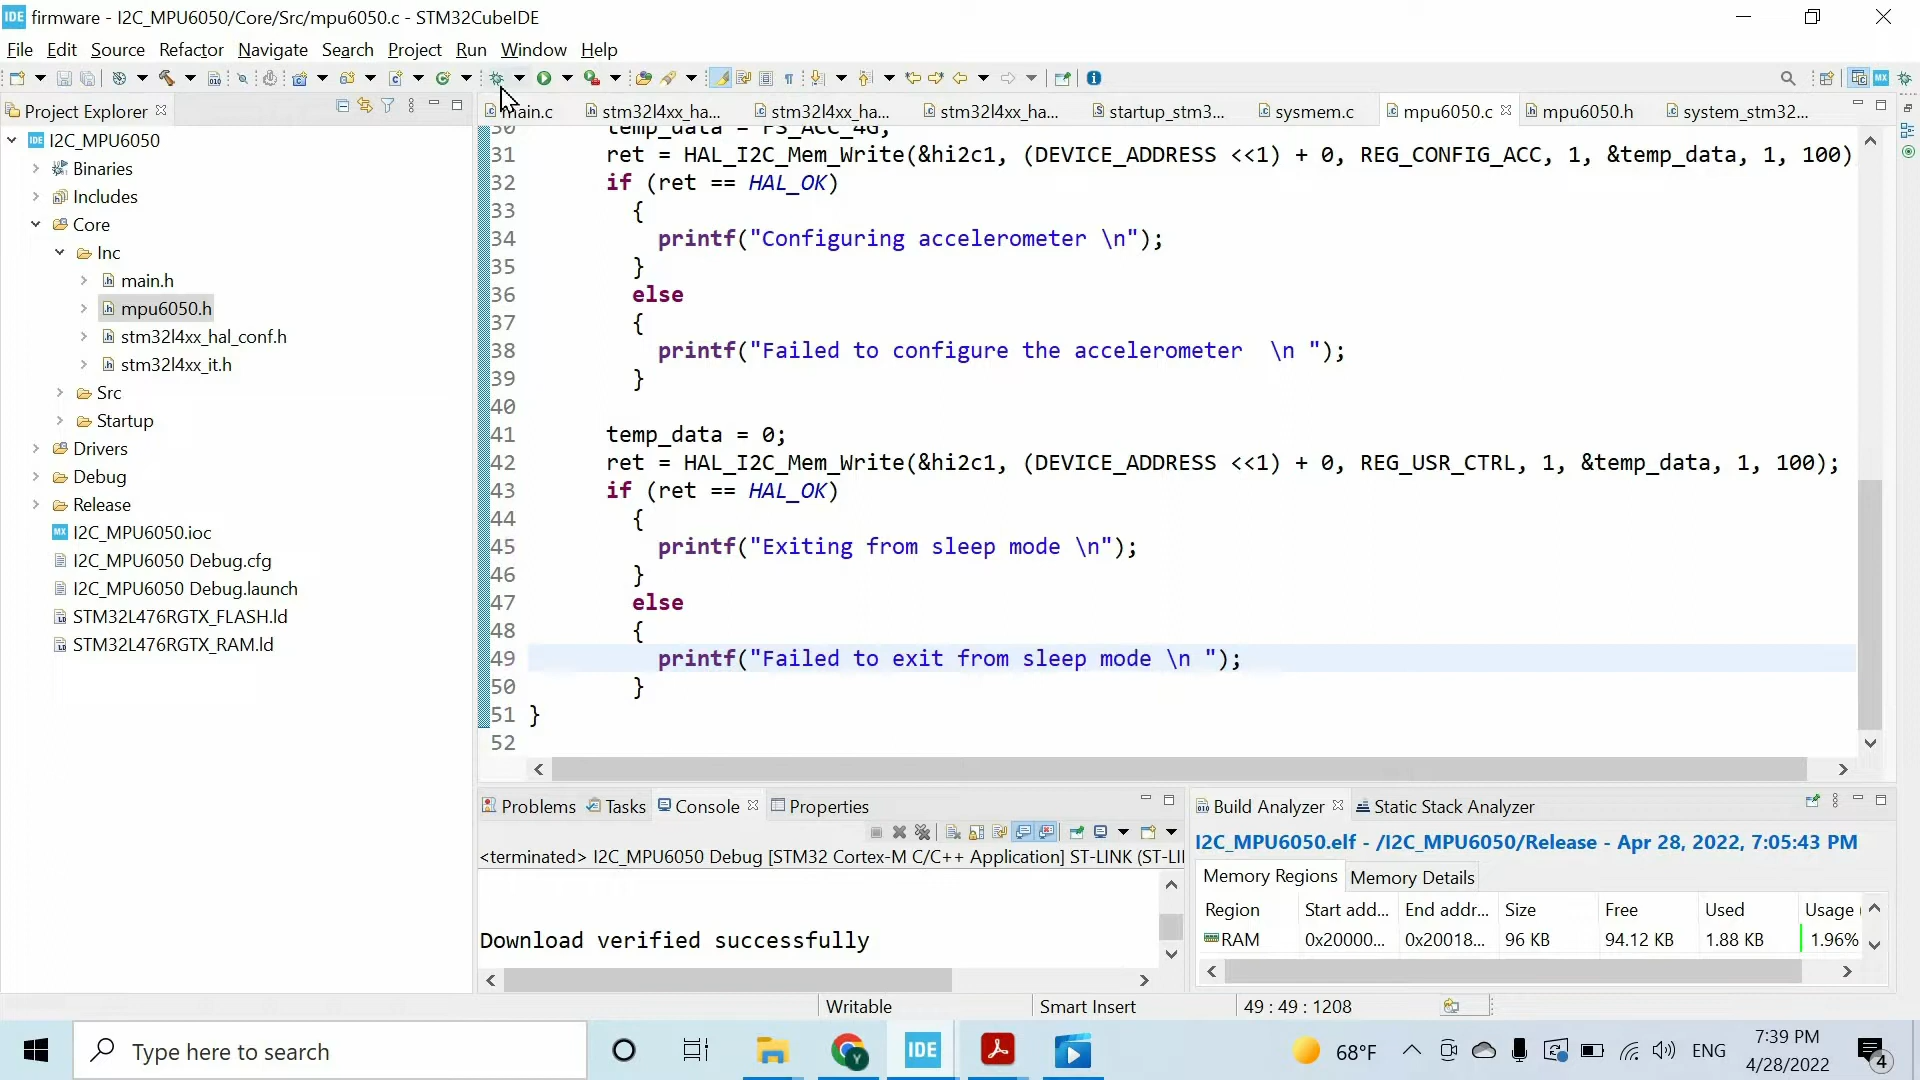 IDE firmware - I2C_MPU6050/Core/Src/mpu6050.c - STM32CubeIDE
File Edit Source Refactor Navigate Search Project Run Window Help
Project Explorer
main.c stm32l4xx_ha... stm32l4xx_ha... stm32l4xx_ha... startup_stm3... sysmem.c mpu6050.c mpu6050.h system_stm32...
IDE I2C_MPU6050
Binaries
Includes
Core
Inc
main.h
mpu6050.h
stm32l4xx_hal_conf.h
stm32l4xx_it.h
Src
Startup
Drivers
Debug
Release
MX I2C_MPU6050.ioc
I2C_MPU6050 Debug.cfg
I2C_MPU6050 Debug.launch
STM32L476RGTX_FLASH.ld
STM32L476RGTX_RAM.ld
30 temp_data = FS_ACC_4G;
31 ret = HAL_I2C_Mem_Write(&hi2c1, (DEVICE_ADDRESS <<1) + 0, REG_CONFIG_ACC, 1, &temp_data, 1, 100)
32 if (ret == HAL_OK)
33 {
34 printf("Configuring accelerometer \n");
35 }
36 else
37 {
38 printf("Failed to configure the accelerometer  \n ");
39 }
40
41 temp_data = 0;
42 ret = HAL_I2C_Mem_Write(&hi2c1, (DEVICE_ADDRESS <<1) + 0, REG_USR_CTRL, 1, &temp_data, 1, 100);
43 if (ret == HAL_OK)
44 {
45 printf("Exiting from sleep mode \n");
46 }
47 else
48 {
49 printf("Failed to exit from sleep mode \n ");
50 }
51 }
52
Problems Tasks Console Properties
<terminated> I2C_MPU6050 Debug [STM32 Cortex-M C/C++ Application] ST-LINK (ST-LI
Download verified successfully
Build Analyzer Static Stack Analyzer
I2C_MPU6050.elf - /I2C_MPU6050/Release - Apr 28, 2022, 7:05:43 PM
Memory Regions Memory Details
Region Start add... End addr... Size Free Used Usage (
RAM 0x20000... 0x20018... 96 KB 94.12 KB 1.88 KB 1.96%
Writable Smart Insert 49 : 49 : 1208
Type here to search
IDE
68°F
ENG
7:39 PM
4/28/2022
4